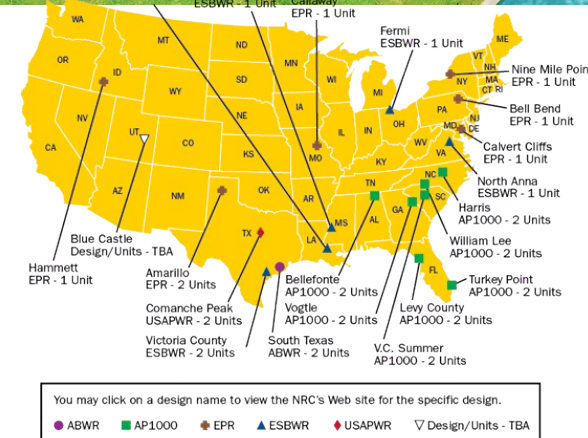 ESBWR - 2 Units
Callaway
EPR - 1 Unit
Fermi
ESBWR - 1 Unit
Nine Mile Poin
EPR - 1 Unit
Bell Bend
EPR - 1 Unit
Calvert Cliffs
EPR - 1 Unit
North Anna
ESBWR - 1 Unit
Harris
AP1000 - 2 Units
William Lee
AP1000 - 2 Units
Turkey Point
AP1000 - 2 Units
Levy County
AP1000 - 2 Units
V.C. Summer
AP1000 - 2 Units
Bellefonte
AP1000 - 2 Units
Vogtle
AP1000 - 2 Units
South Texas
ABWR - 2 Units
Victoria County
ESBWR - 2 Units
Comanche Peak
USAPWR - 2 Units
Amarillo
EPR - 2 Units
Blue Castle
Design/Units - TBA
Hammett
EPR - 1 Unit
WA
OR
CA
NV
ID
MT
WY
UT
AZ
CO
NM
ND
SD
NE
KS
OK
TX
MN
IA
MO
AR
LA
WI
IL
MI
IN
OH
KY
TN
MS
AL
GA
FL
SC
NC
VA
WV
PA
NY
VT
NH
ME
MA
CT RI
NJ
DE
MD
You may click on a design name to view the NRC's Web site for the specific design.
ABWR AP1000 EPR ESBWR USAPWR Design/Units - TBA